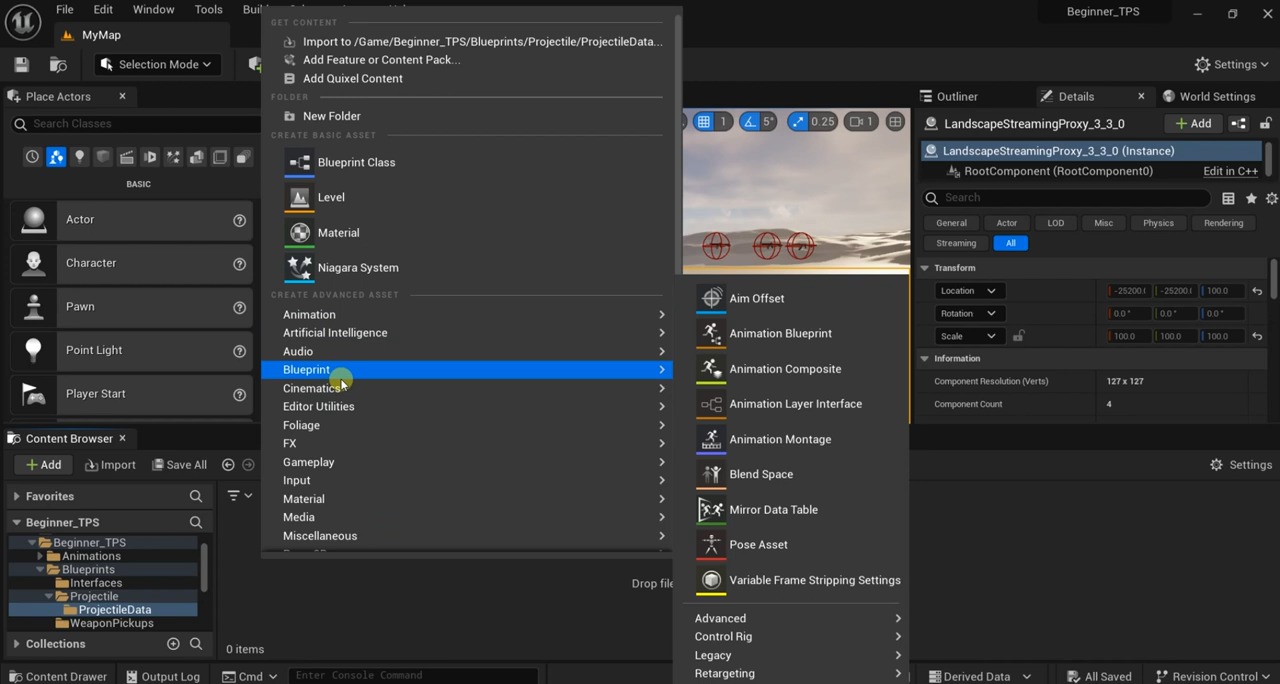 File Edit Window Tools
Beginner_TPS
MyMap
Selection Mode
Settings
Place Actors
Search Classes
BASIC
Actor
Character
Pawn
Point Light
Player Start
GET CONTENT
Import to /Game/Beginner_TPS/Blueprints/Projectile/ProjectileData...
Add Feature or Content Pack...
Add Quixel Content
FOLDER
New Folder
CREATE BASIC ASSET
Blueprint Class
Level
Material
Niagara System
CREATE ADVANCED ASSET
Animation
Artificial Intelligence
Audio
Blueprint
Cinematics
Editor Utilities
Foliage
FX
Gameplay
Input
Material
Media
Miscellaneous
1 5° 0.25 1
Aim Offset
Animation Blueprint
Animation Composite
Animation Layer Interface
Animation Montage
Blend Space
Mirror Data Table
Pose Asset
Variable Frame Stripping Settings
Advanced
Control Rig
Legacy
Retargeting
Outliner Details World Settings
LandscapeStreamingProxy_3_3_0 Add
LandscapeStreamingProxy_3_3_0 (Instance)
RootComponent (RootComponent0) Edit in C++
Search
General Actor LOD Misc Physics Rendering
Streaming All
Transform
Location -25200.( -25200.( 100.0
Rotation 0.0° 0.0° 0.0°
Scale 100.0 100.0 100.0
Information
Component Resolution (Verts) 127 x 127
Component Count 4
Content Browser
Add Import Save All
Settings
Favorites
Beginner_TPS
Beginner_TPS
Animations
Blueprints
Interfaces
Projectile
ProjectileData
WeaponPickups
Collections
Drop file
0 items
Content Drawer Output Log Cmd Enter Console Command
Derived Data All Saved Revision Control